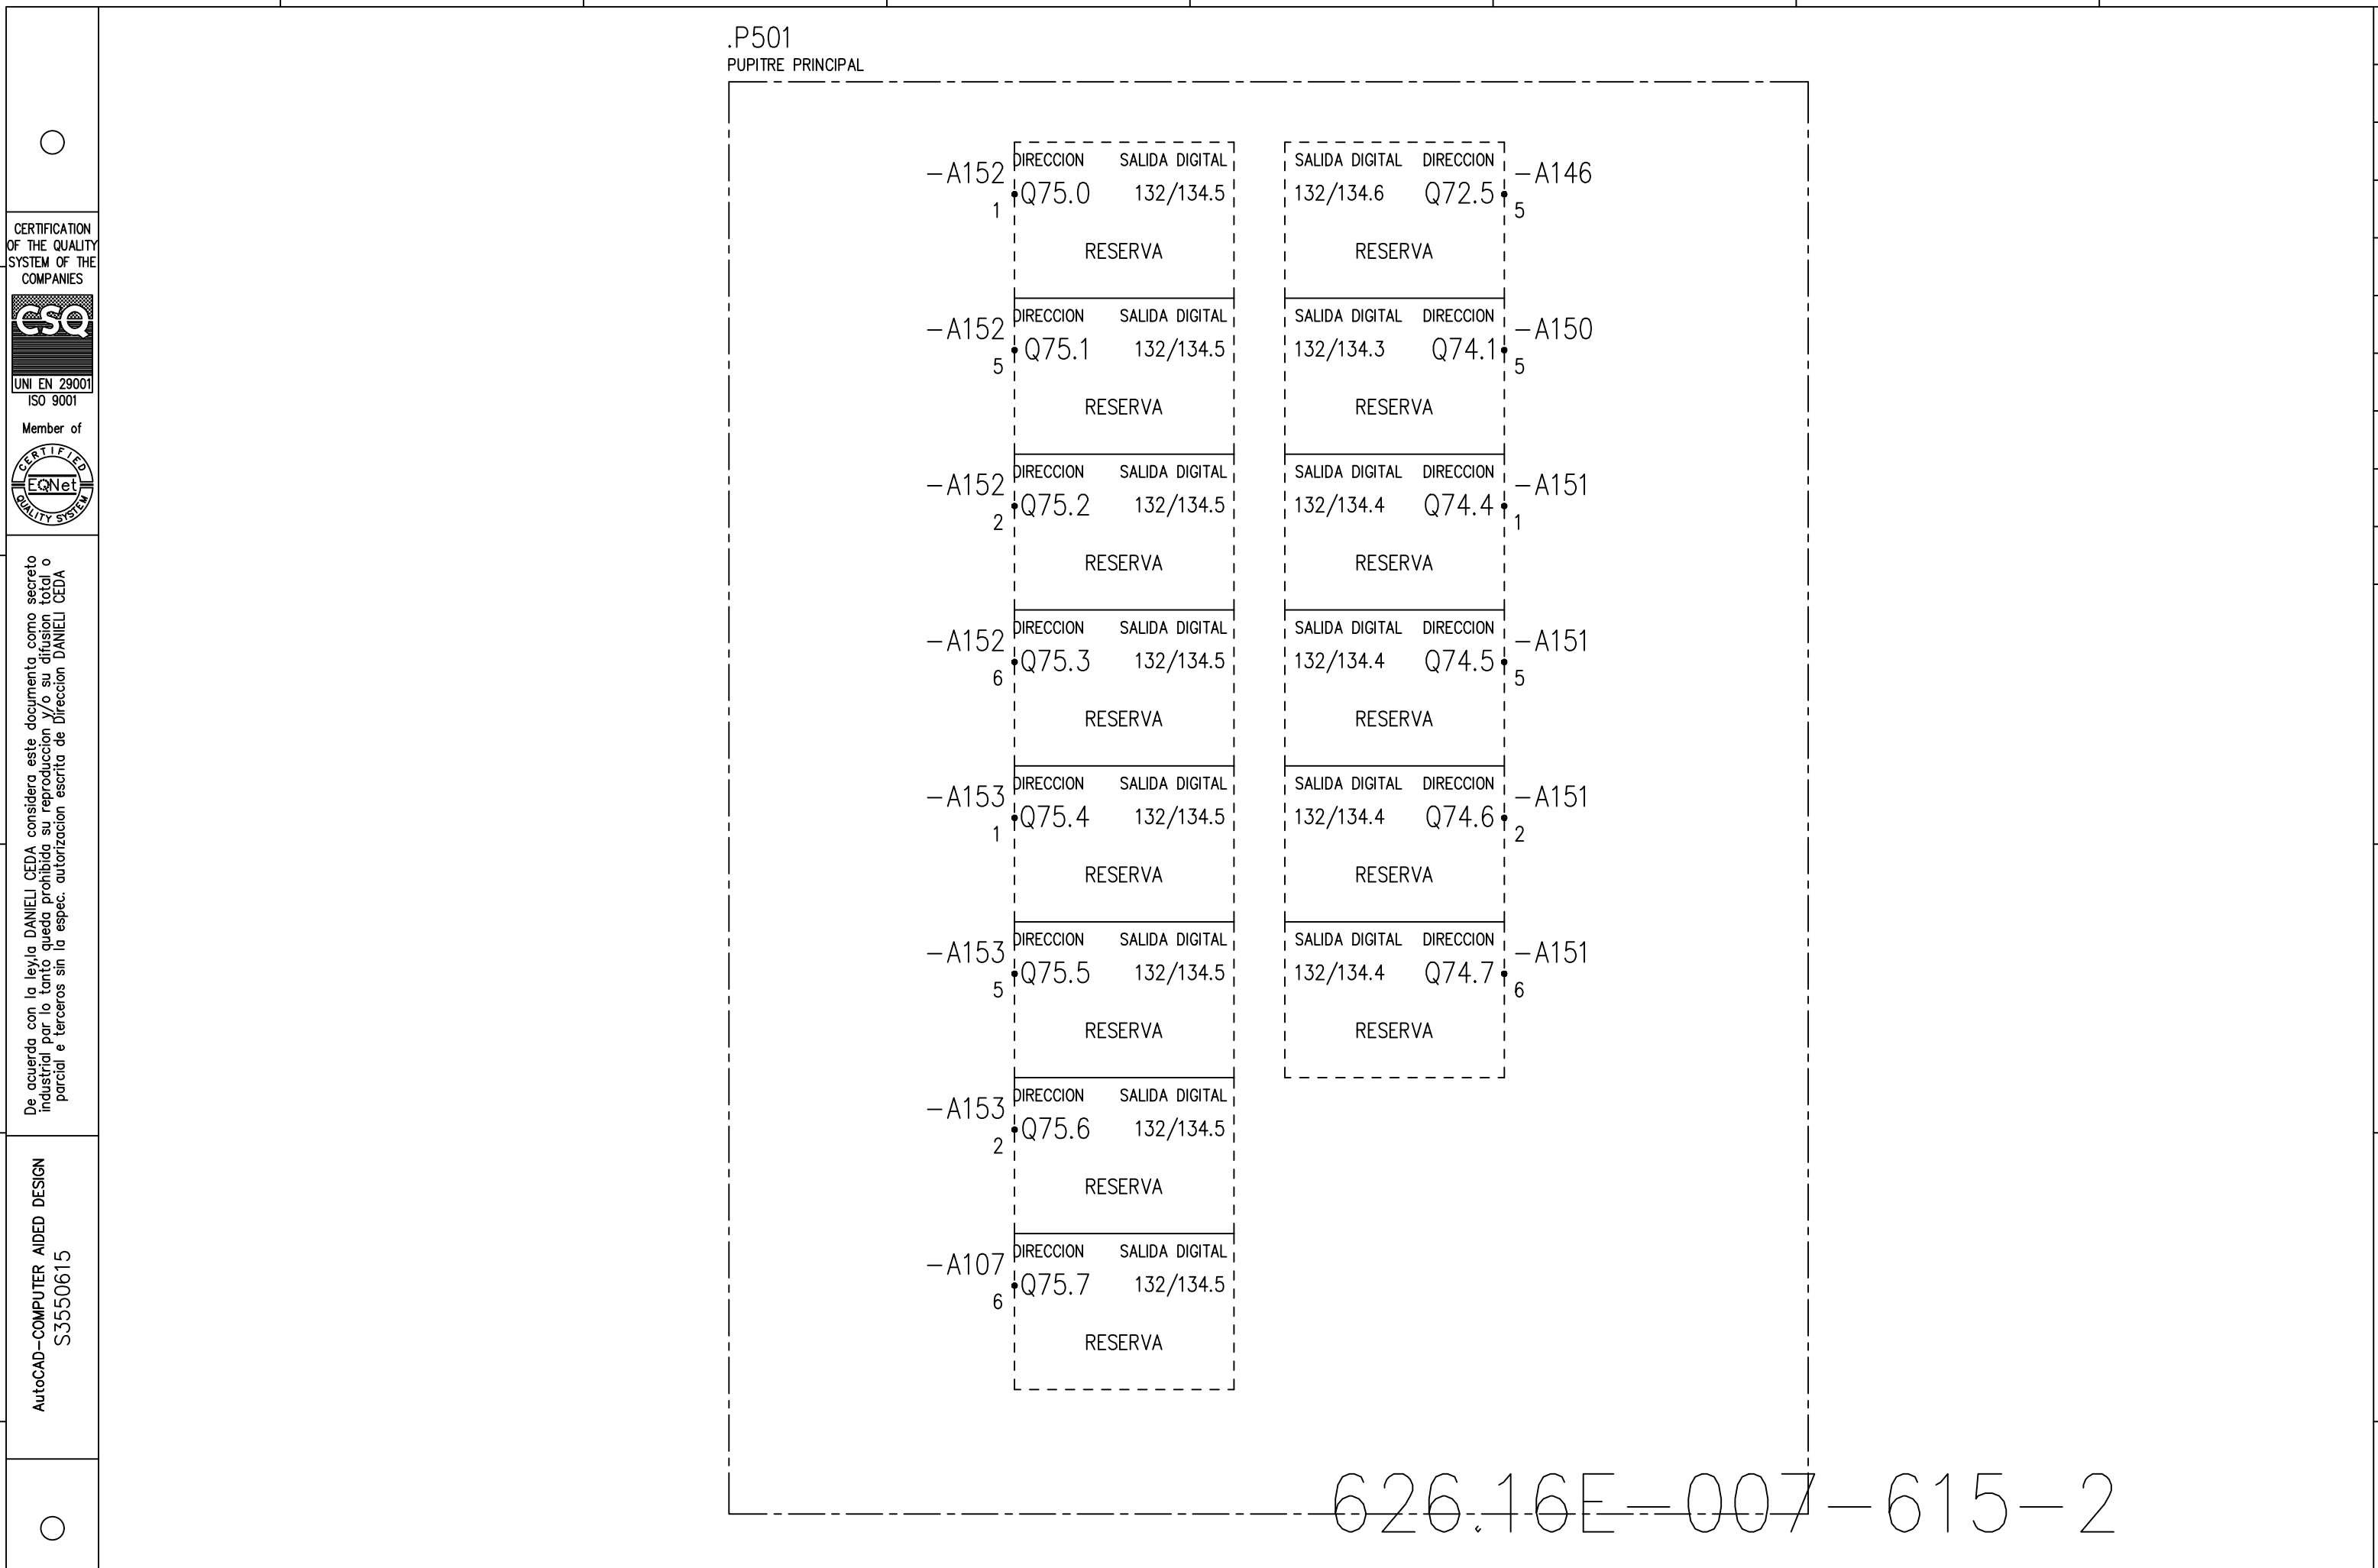 .P501
PUPITRE PRINCIPAL
CERTIFICATION
OF THE QUALITY
SYSTEM OF THE
COMPANIES
CSQ
UNI EN 29001
ISO 9001
Member of
CERTIFIED
EQNet
QUALITY SYSTEM
De acuerda con la ley,la DANIELI CEDA considera este documenta como secreto
industrial par lo tanto queda prohibida su reproduccion y/o su difusion total o
parcial e terceros sin la espec. autorizacion escrita de Direccion DANIELI CEDA
AutoCAD-COMPUTER AIDED DESIGN
S3550615
-A152
1
DIRECCION SALIDA DIGITAL
Q75.0 132/134.5
RESERVA
-A152
5
DIRECCION SALIDA DIGITAL
Q75.1 132/134.5
RESERVA
-A152
2
DIRECCION SALIDA DIGITAL
Q75.2 132/134.5
RESERVA
-A152
6
DIRECCION SALIDA DIGITAL
Q75.3 132/134.5
RESERVA
-A153
1
DIRECCION SALIDA DIGITAL
Q75.4 132/134.5
RESERVA
-A153
5
DIRECCION SALIDA DIGITAL
Q75.5 132/134.5
RESERVA
-A153
2
DIRECCION SALIDA DIGITAL
Q75.6 132/134.5
RESERVA
-A107
6
DIRECCION SALIDA DIGITAL
Q75.7 132/134.5
RESERVA
SALIDA DIGITAL DIRECCION
132/134.6 Q72.5
RESERVA
-A146
5
SALIDA DIGITAL DIRECCION
132/134.3 Q74.1
RESERVA
-A150
5
SALIDA DIGITAL DIRECCION
132/134.4 Q74.4
RESERVA
-A151
1
SALIDA DIGITAL DIRECCION
132/134.4 Q74.5
RESERVA
-A151
5
SALIDA DIGITAL DIRECCION
132/134.4 Q74.6
RESERVA
-A151
2
SALIDA DIGITAL DIRECCION
132/134.4 Q74.7
RESERVA
-A151
6
626.16E-007-615-2